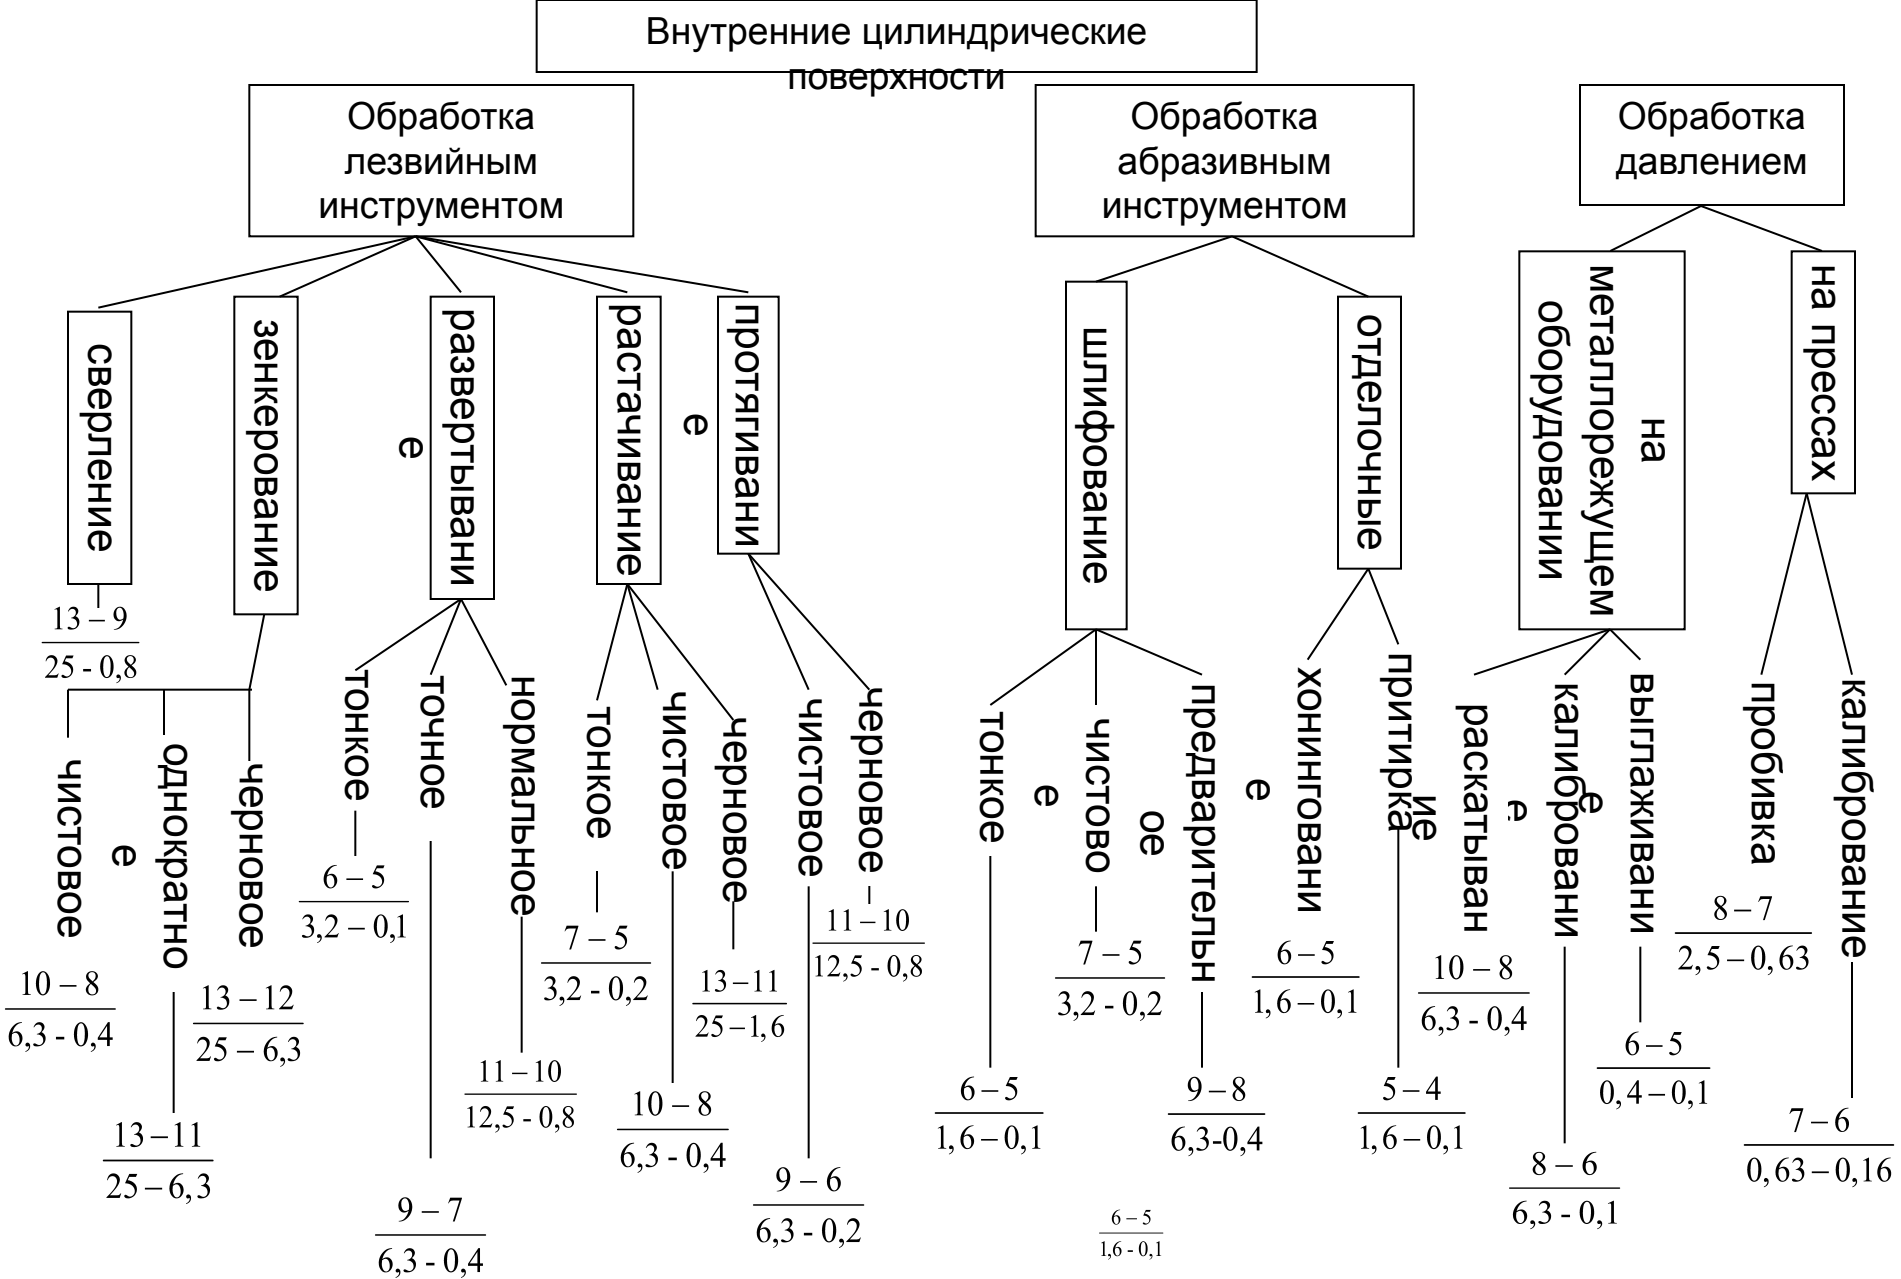 Внутренние цилиндрические
поверхности
Обработка
лезвийным
инструментом
Обработка
абразивным
инструментом
Обработка
давлением
сверление
зенкерование
развертывани
е
растачивание
протягивани
е
шлифование
отделочные
на
металлорежущем
оборудовании
на прессах
13 – 9
25 - 0,8
чистовое
однократно
е
черновое
тонкое
точное
нормальное
тонкое
чистовое
черновое
чистовое
черновое
тонкое
чистово
е
предварительн
ое
хонинговани
е
притирка
раскатыван
ие
калибровани
е
выглаживани
е
пробивка
калибрование
10 – 8
6,3 - 0,4
13 – 11
25 – 6,3
13 – 12
25 – 6,3
6 – 5
3,2 – 0,1
9 – 7
6,3 - 0,4
11 – 10
12,5 - 0,8
7 – 5
3,2 - 0,2
10 – 8
6,3 - 0,4
13 – 11
25 – 1,6
9 – 6
6,3 - 0,2
11 – 10
12,5 - 0,8
6 – 5
1,6 – 0,1
7 – 5
3,2 - 0,2
9 – 8
6,3-0,4
6 – 5
1,6 – 0,1
5 – 4
1,6 – 0,1
10 – 8
6,3 - 0,4
8 – 6
6,3 - 0,1
6 – 5
0,4 – 0,1
8 – 7
2,5 – 0,63
7 – 6
0,63 – 0,16
6 – 5
1,6 - 0,1